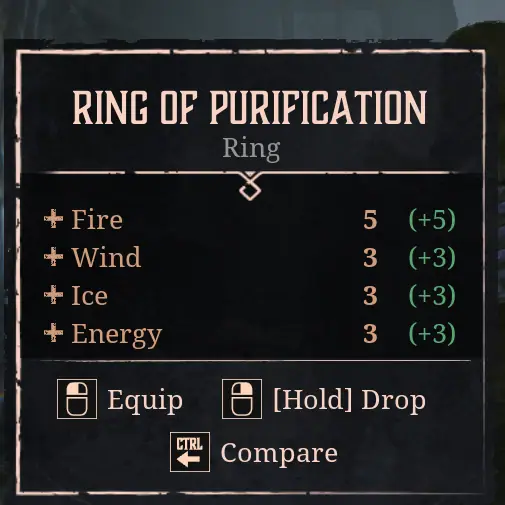 RING OF PURIFICATION
Ring
Fire 5 (+5)
Wind 3 (+3)
Ice 3 (+3)
Energy 3 (+3)
Equip [Hold] Drop
CTRL Compare